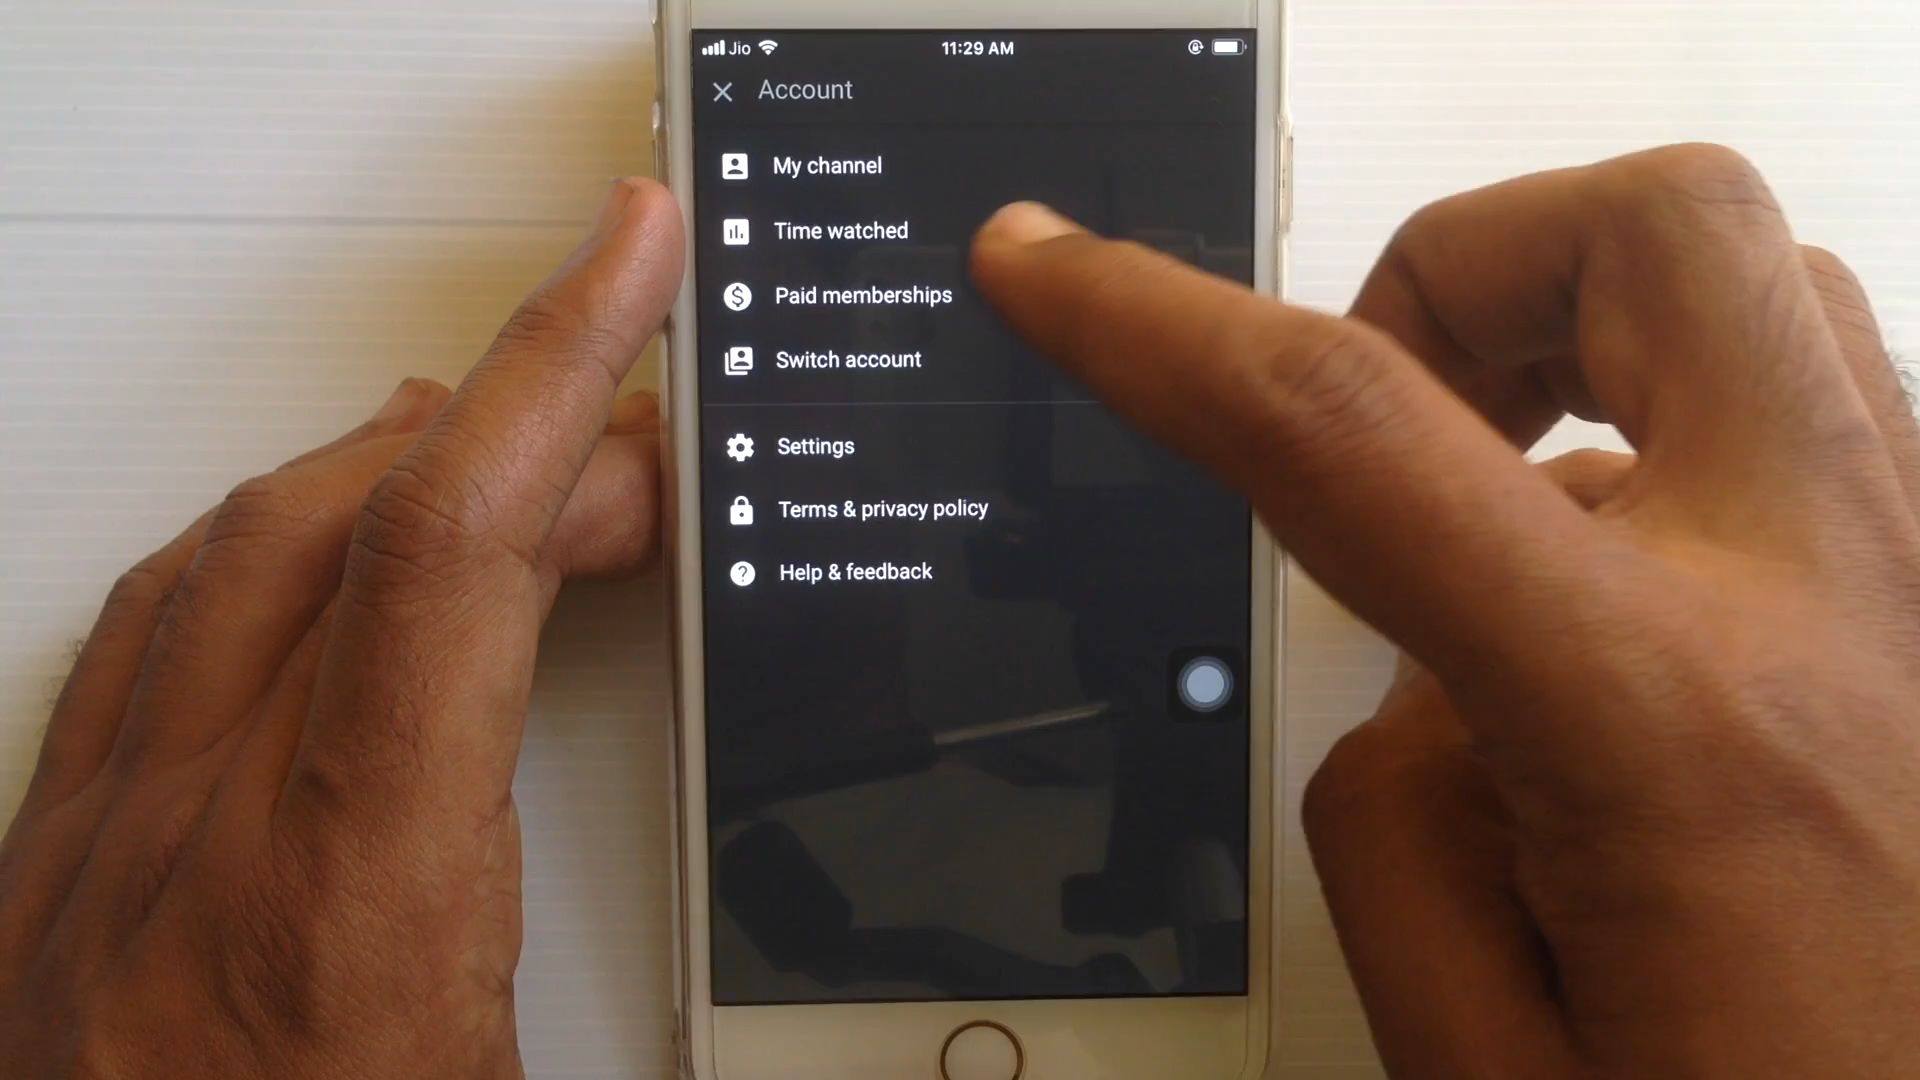 Jio 11:29 AM
Account
My channel
Time watched
Paid memberships
Switch account
Settings
Terms & privacy policy
Help & feedback